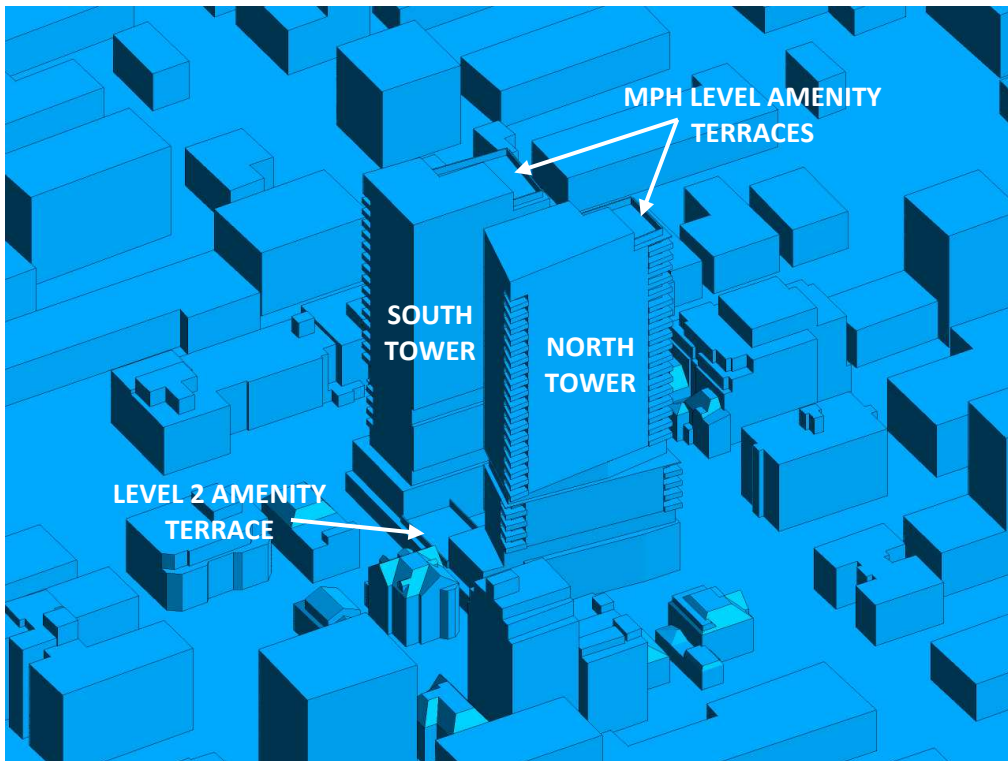 MPH LEVEL AMENITY
TERRACES
SOUTH
TOWER
NORTH
TOWER
LEVEL 2 AMENITY
TERRACE